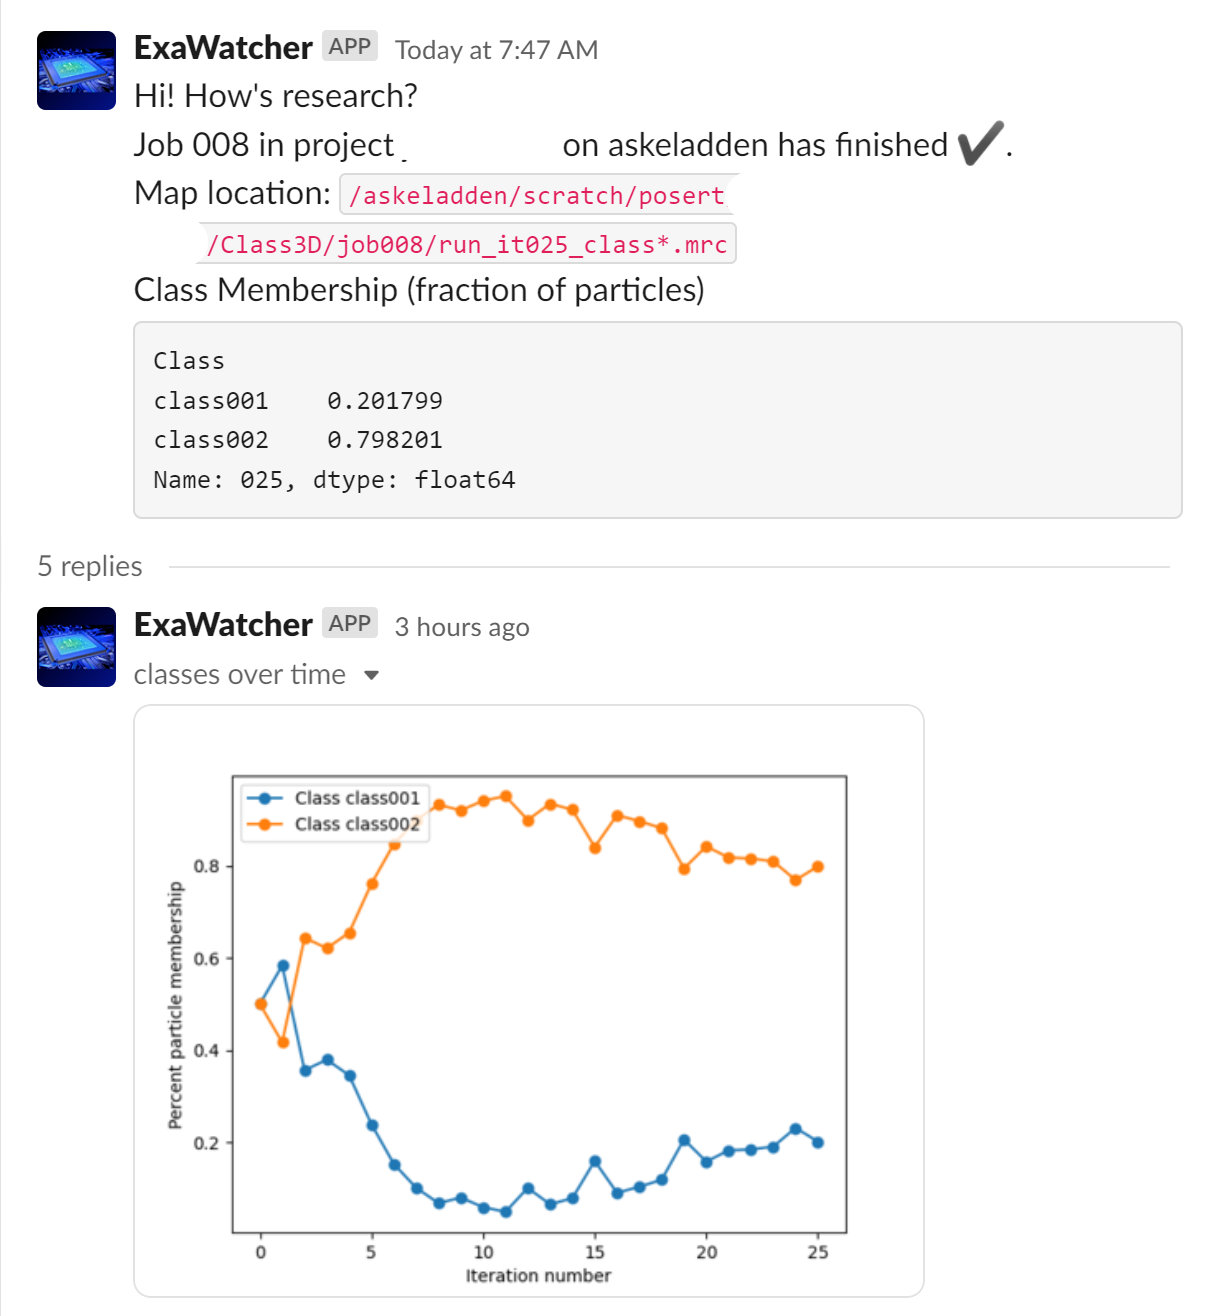 ExaWatcher APP Today at 7:47 AM
Hi! How's research?
Job 008 in project on askeladden has finished ✔.
Map location: /askeladden/scratch/posert
/Class3D/job008/run_it025_class*.mrc
Class Membership (fraction of particles)
Class
class001 0.201799
class002 0.798201
Name: 025, dtype: float64
5 replies
ExaWatcher APP 3 hours ago
classes over time
Class class001
Class class002
0.8
0.6
0.4
0.2
Percent particle membership
0 5 10 15 20 25
Iteration number